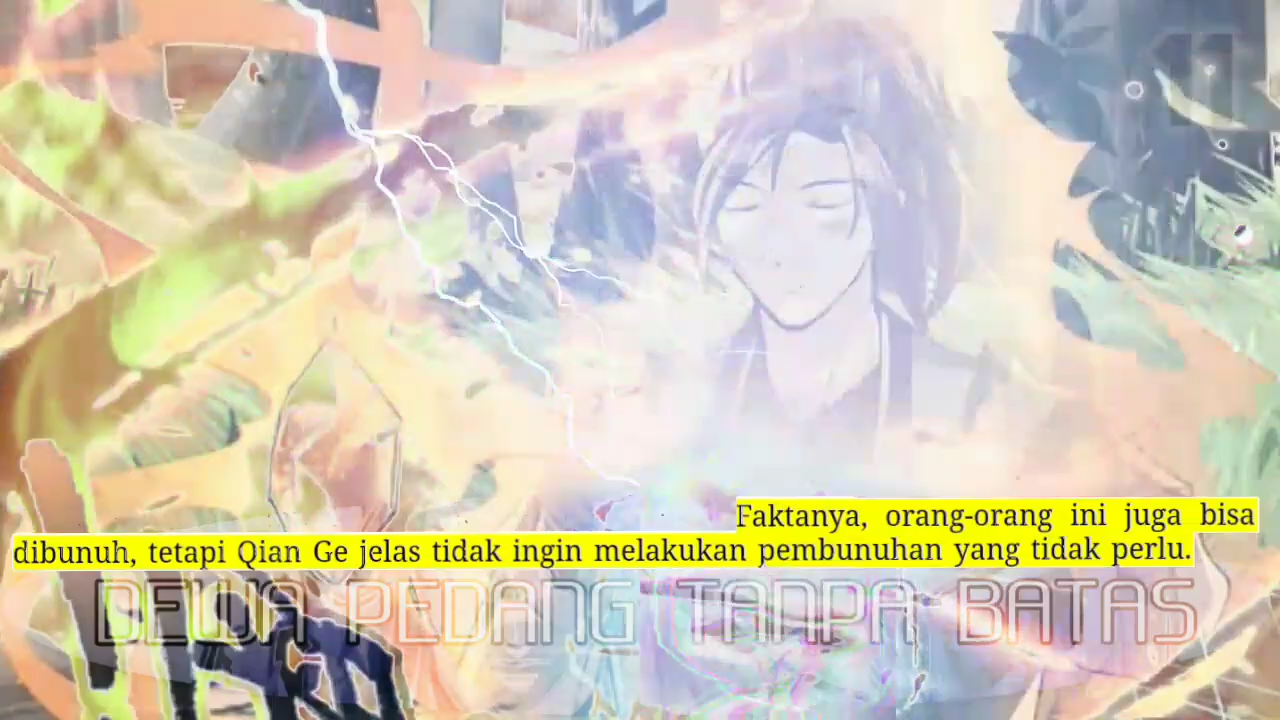 11
Faktanya, orang-orang ini juga bisa
dibunuh, tetapi Qian Ge jelas tidak ingin melakukan pembunuhan yang tidak perlu.
DEWA PEDANG TANPA BATAS